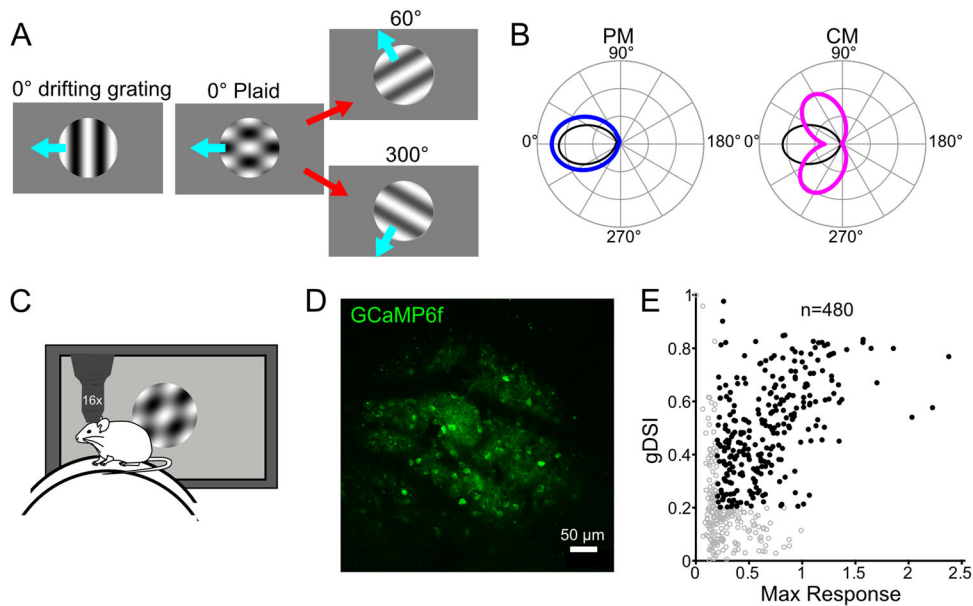 A
0° drifting grating
0° Plaid
60°
300°
B
PM
90°
0°
180°
270°
CM
90°
0°
180°
270°
C
16x
D
GCaMP6f
50 µm
E
n=480
gDSI
1
0.8
0.6
0.4
0.2
0
0
0.5
1
1.5
2
2.5
Max Response